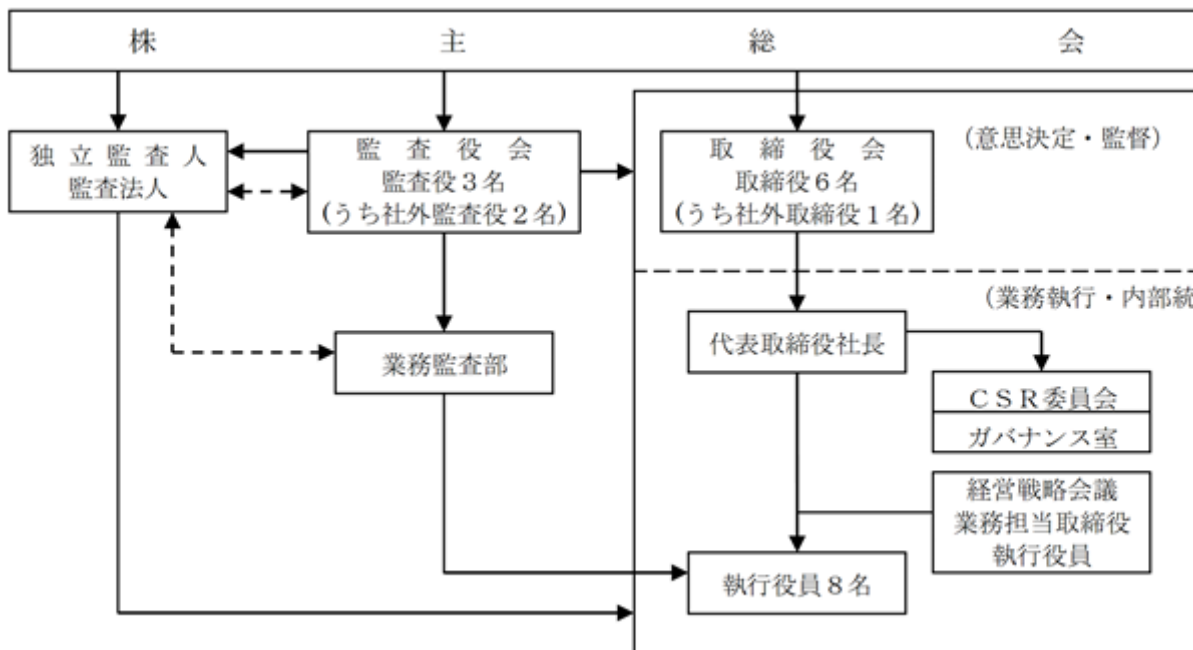 株主総会
独立監査人
監査法人
監査役会
監査役3名
(うち社外監査役2名)
取締役会
取締役6名
(うち社外取締役1名)
(意思決定・監督)
(業務執行・内部統
代表取締役社長
業務監査部
CSR委員会
ガバナンス室
経営戦略会議
業務担当取締役
執行役員
執行役員8名